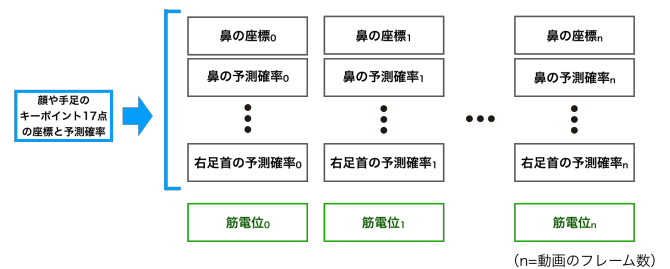 鼻の座標0
鼻の座標1
鼻の座標n
鼻の予測確率0
鼻の予測確率1
鼻の予測確率n
顔や手足の
キーポイント17点
の座標と予測確率
右足首の予測確率0
右足首の予測確率1
右足首の予測確率n
筋電位0
筋電位1
筋電位n
（n=動画のフレーム数）